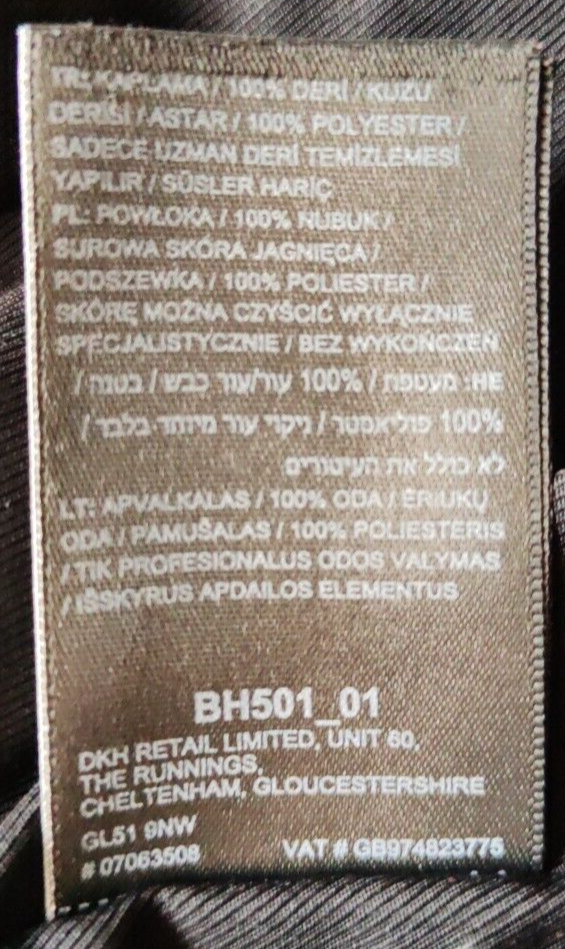 TR: KAPLAMA / 100% DERİ / KUZU
DERİSİ / ASTAR / 100% POLYESTER /
SADECE UZMAN DERİ TEMİZLEMESİ
YAPILIR / SÜSLER HARİÇ
PL: POWŁOKA / 100% NUBUK /
SUROWA SKÓRA JAGNIĘCA /
PODSZEWKA / 100% POLIESTER /
SKÓRĘ MOŻNA CZYŚCIĆ WYŁĄCZNIE
SPECJALISTYCZNIE / BEZ WYKOŃCZEŃ
HE: מעטפת / 100% עור/עור כבש / בטנה /
100% פוליאסטר / ניקוי עור מיוחד בלבד /
לא כולל את העיטורים
LT: APVALKALAS / 100% ODA / ĖRIUKŲ
ODA / PAMUŠALAS / 100% POLIESTERIS
/ TIK PROFESIONALUS ODOS VALYMAS
/ IŠSKYRUS APDAILOS ELEMENTUS
BH501_01
DKH RETAIL LIMITED, UNIT 60,
THE RUNNINGS,
CHELTENHAM, GLOUCESTERSHIRE
GL51 9NW
# 07063508 VAT # GB974823775